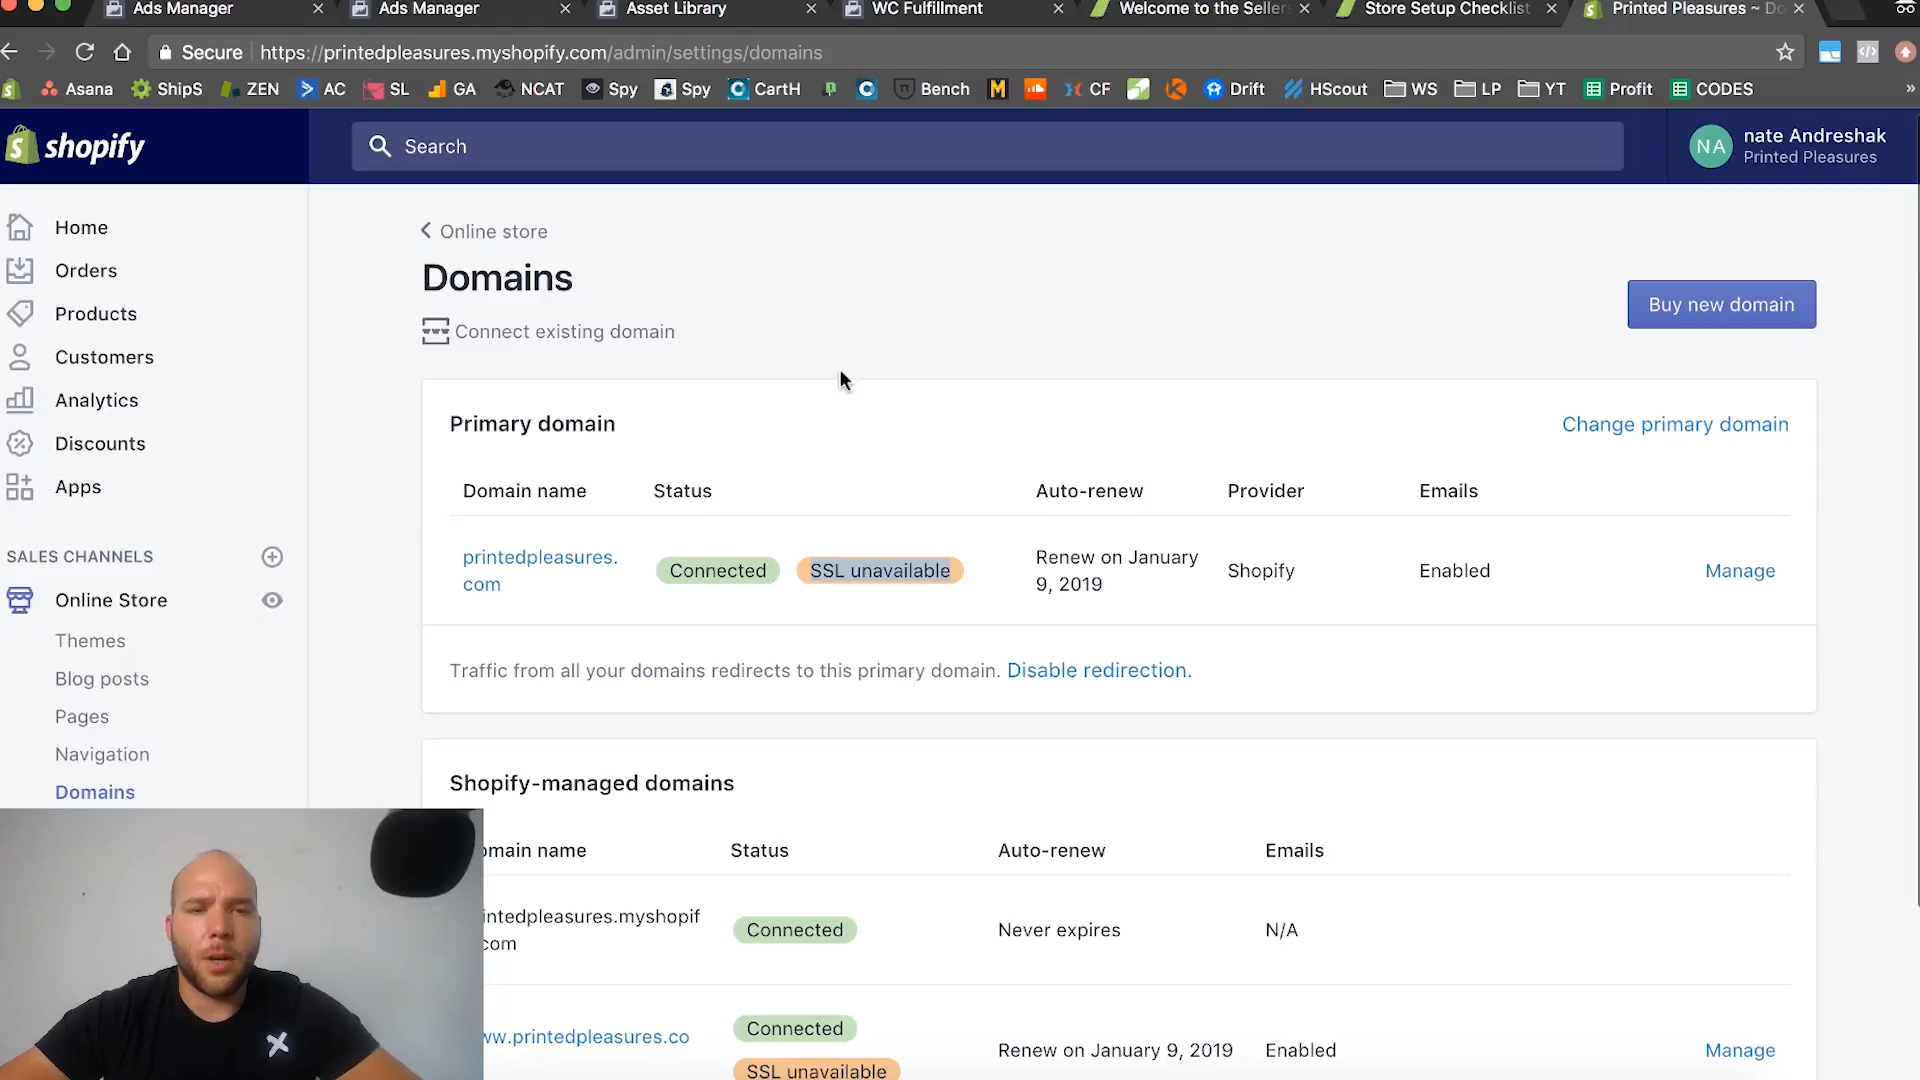 Ads Manager
Ads Manager
Asset Library
WC Fulfillment
Welcome to the Seller
Store Setup Checklist
Printed Pleasures ~ Do
Secure
https://printedpleasures.myshopify.com/admin/settings/domains
Asana
ShipS
ZEN
AC
SL
GA
NCAT
Spy
Spy
CartH
Bench
CF
Drift
HScout
WS
LP
YT
Profit
CODES
»
shopify
Search
NA
nate Andreshak
Printed Pleasures
Home
Orders
Products
Customers
Analytics
Discounts
Apps
SALES CHANNELS
Online Store
Themes
Blog posts
Pages
Navigation
Domains
Online store
Domains
Connect existing domain
Buy new domain
Primary domain
Change primary domain
Domain name
Status
Auto-renew
Provider
Emails
printedpleasures.
com
Connected
SSL unavailable
Renew on January
9, 2019
Shopify
Enabled
Manage
Traffic from all your domains redirects to this primary domain. Disable redirection.
Shopify-managed domains
omain name
Status
Auto-renew
Emails
intedpleasures.myshopif
com
Connected
Never expires
N/A
ww.printedpleasures.co
Connected
SSL unavailable
Renew on January 9, 2019
Enabled
Manage